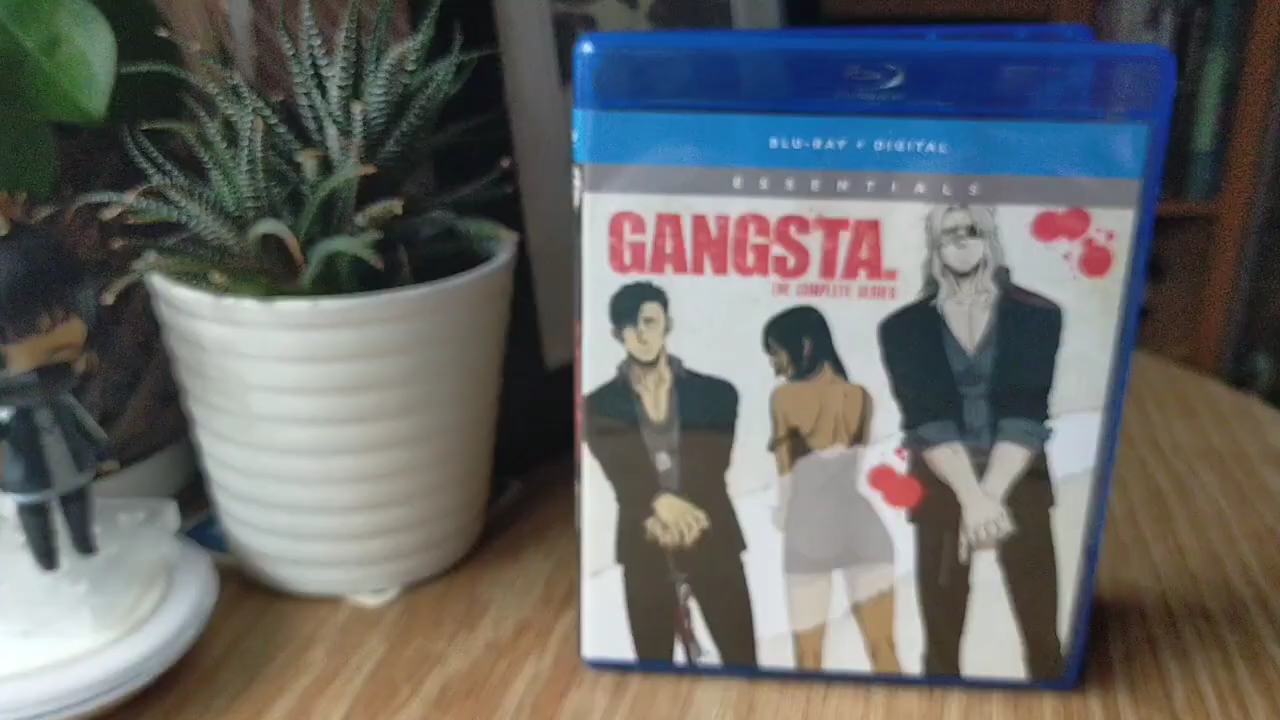 BLU-RAY + DIGITAL
ESSENTIALS
GANGSTA.
THE COMPLETE SERIES